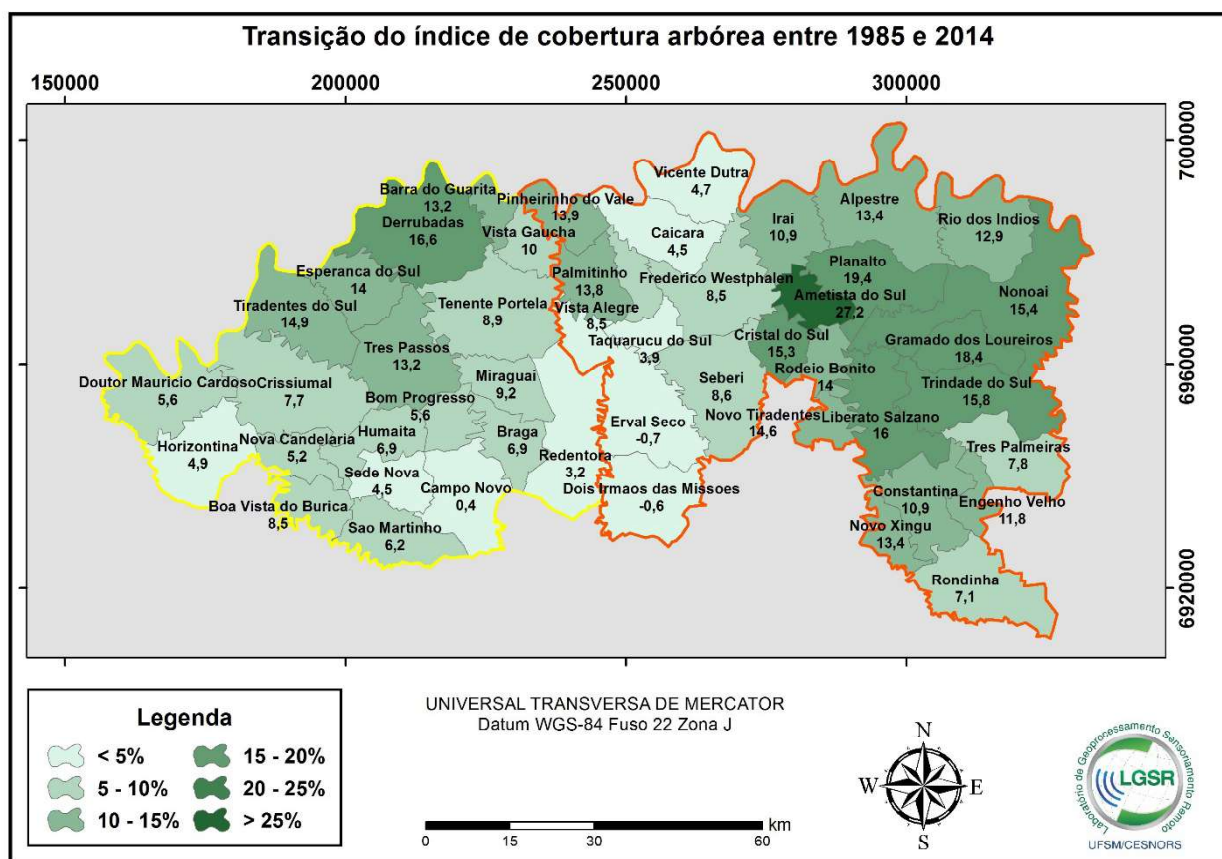 Transição do índice de cobertura arbórea entre 1985 e 2014
150000 200000 250000 300000
7000000
6960000
6920000
Vicente Dutra
4,7
Barra do Guarita
13,2
Derrubadas
16,6
Pinheirinho do Vale
13,9
Vista Gaucha
10
Caicara
4,5
Irai
10,9
Alpestre
13,4
Rio dos Indios
12,9
Esperanca do Sul
14
Tiradentes do Sul
14,9
Tenente Portela
8,9
Palmitinho
13,8
Vista Alegre
8,5
Frederico Westphalen
8,5
Planalto
19,4
Ametista do Sul
27,2
Nonoai
15,4
Taquarucu do Sul
3,9
Cristal do Sul
15,3
Gramado dos Loureiros
18,4
Tres Passos
13,2
Doutor Mauricio Cardoso
5,6
Crissiumal
7,7
Miraguai
9,2
Seberi
8,6
Rodeio Bonito
14
Trindade do Sul
15,8
Bom Progresso
5,6
Horizontina
4,9
Nova Candelaria
5,2
Humaita
6,9
Braga
6,9
Erval Seco
-0,7
Novo Tiradentes
14,6
Liberato Salzano
16
Tres Palmeiras
7,8
Sede Nova
4,5
Campo Novo
0,4
Redentora
3,2
Dois Irmaos das Missoes
-0,6
Constantina
10,9
Engenho Velho
11,8
Boa Vista do Burica
8,5
Sao Martinho
6,2
Novo Xingu
13,4
Rondinha
7,1
Legenda
< 5%
5 - 10%
10 - 15%
15 - 20%
20 - 25%
> 25%
UNIVERSAL TRANSVERSA DE MERCATOR
Datum WGS-84 Fuso 22 Zona J
0 15 30 60 km
N
W E
S
Laboratório de Geoprocessamento Sensoriamento Remoto
LGSR
UFSM/CESNORS